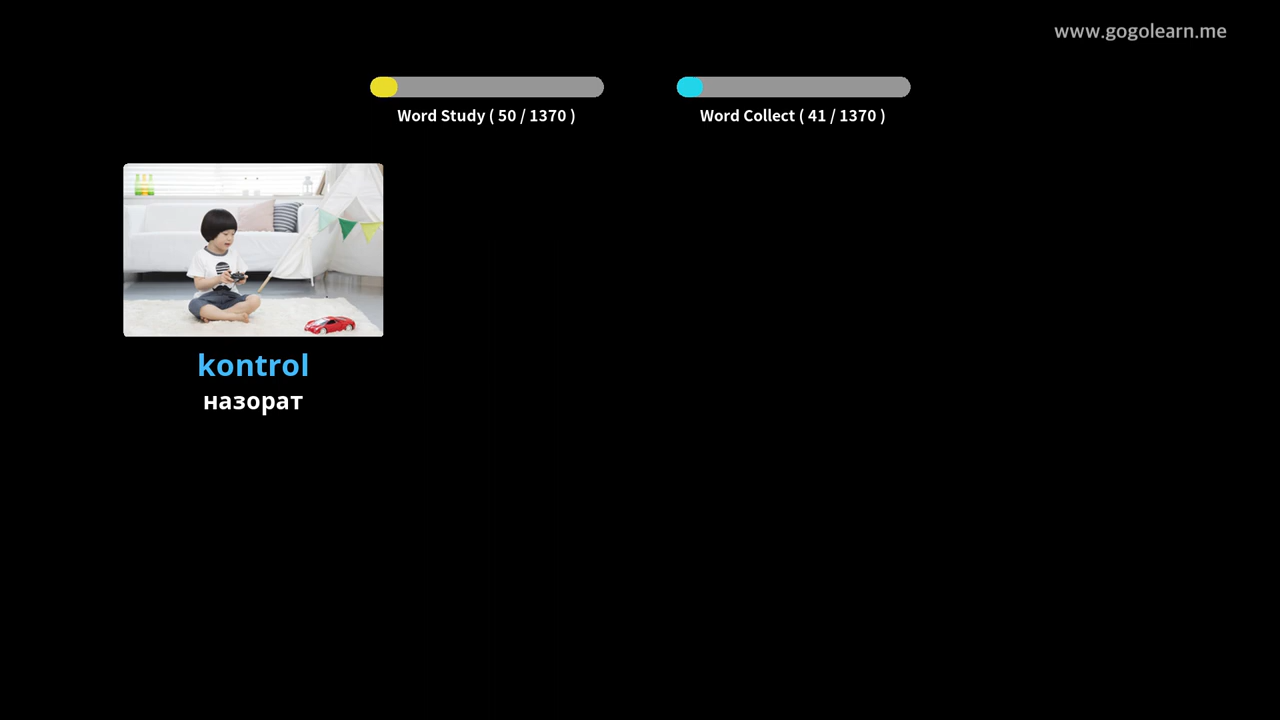 www.gogolearn.me
Word Study ( 50 / 1370 )
Word Collect ( 41 / 1370 )
kontrol
назорат